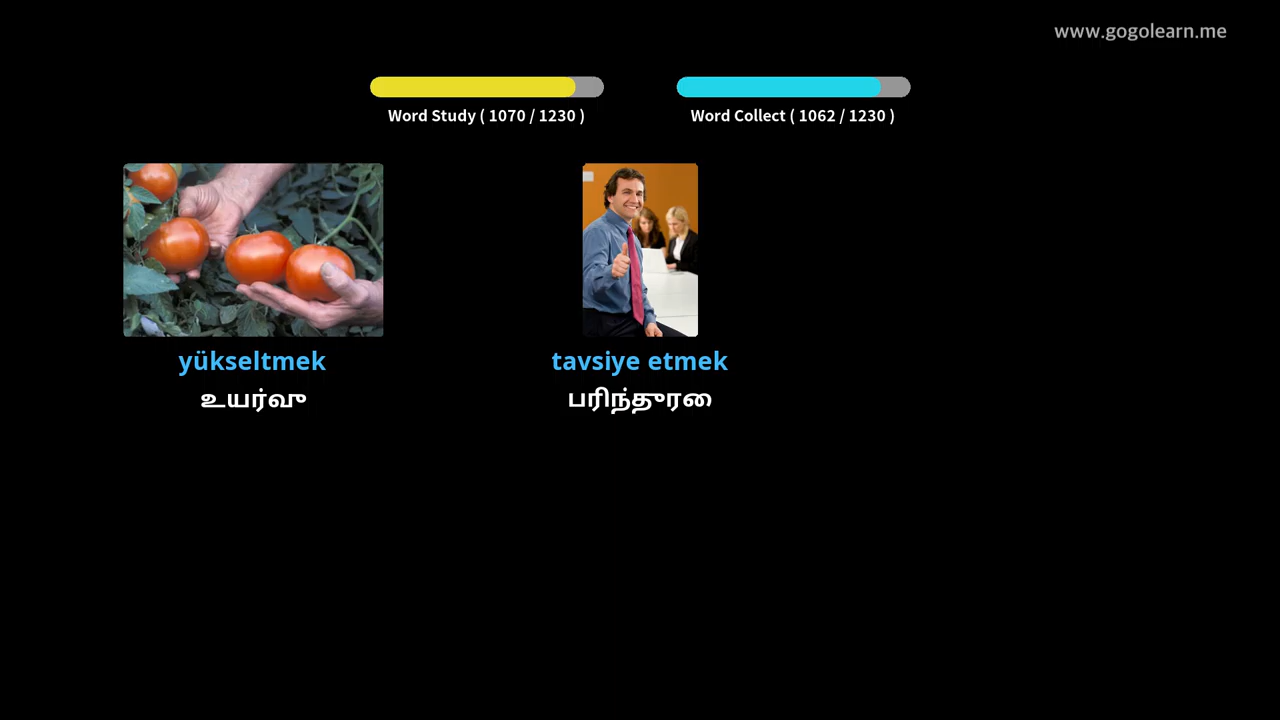 www.gogolearn.me
Word Study ( 1070 / 1230 )
Word Collect ( 1062 / 1230 )
yükseltmek
உயர்வு
tavsiye etmek
பரிந்துரை